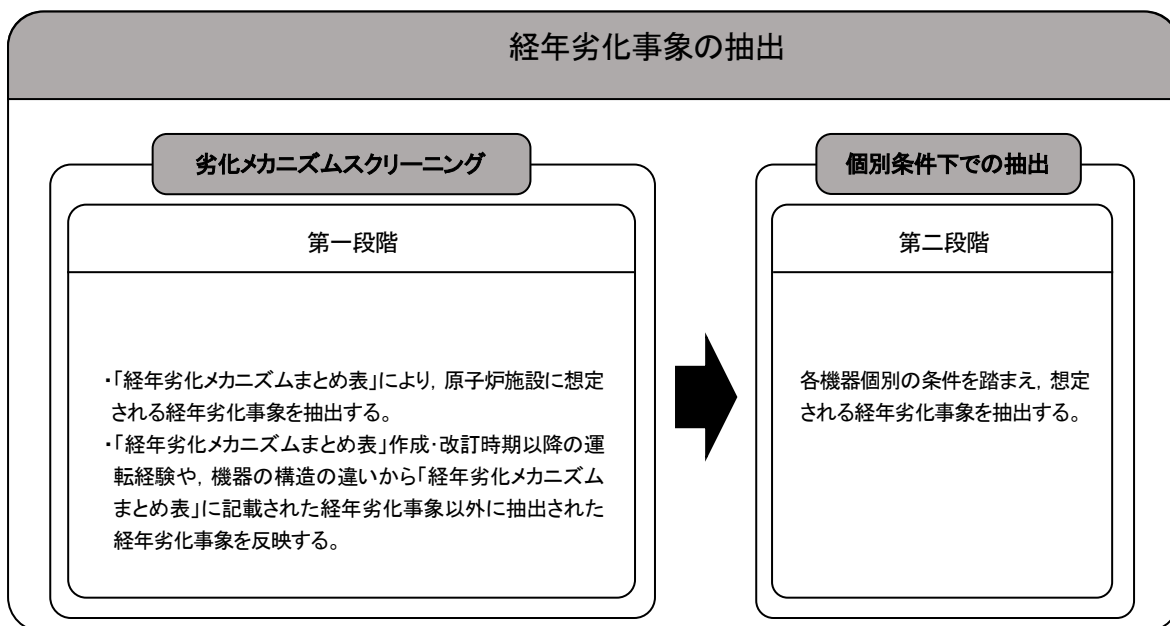 経年劣化事象の抽出
劣化メカニズムスクリーニング
第一段階
・「経年劣化メカニズムまとめ表」により，原子炉施設に想定
される経年劣化事象を抽出する。
・「経年劣化メカニズムまとめ表」作成・改訂時期以降の運
転経験や，機器の構造の違いから「経年劣化メカニズム
まとめ表」に記載された経年劣化事象以外に抽出された
経年劣化事象を反映する。
個別条件下での抽出
第二段階
各機器個別の条件を踏まえ，想定
される経年劣化事象を抽出する。